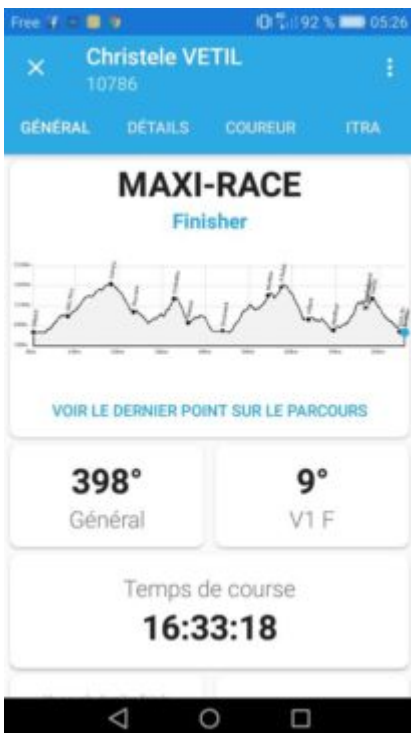 Free
92 %
05:26
Christele VETIL
10786
GÉNÉRAL
DÉTAILS
COUREUR
ITRA
MAXI-RACE
Finisher
VOIR LE DERNIER POINT SUR LE PARCOURS
398°
Général
9°
V1 F
Temps de course
16:33:18